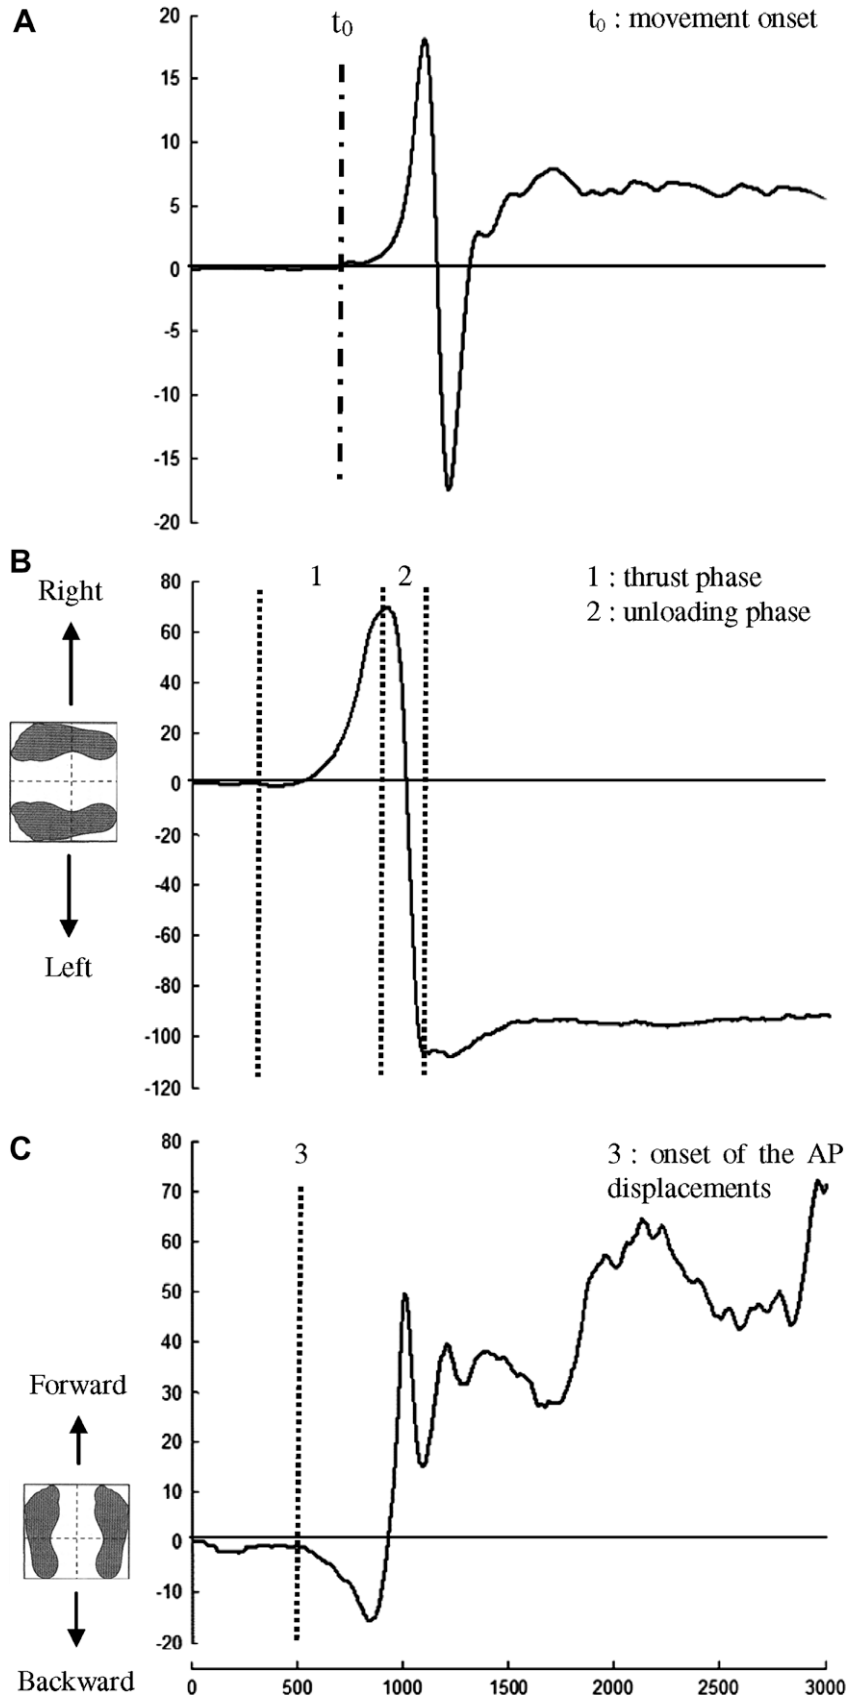 A
t0
t0 : movement onset
20
15
10
5
0
-5
-10
-15
-20
B
Right
Left
1
2
1 : thrust phase
2 : unloading phase
80
60
40
20
0
-20
-40
-60
-80
-100
-120
C
Forward
Backward
3
3 : onset of the AP
displacements
80
70
60
50
40
30
20
10
0
-10
-20
0 500 1000 1500 2000 2500 3000